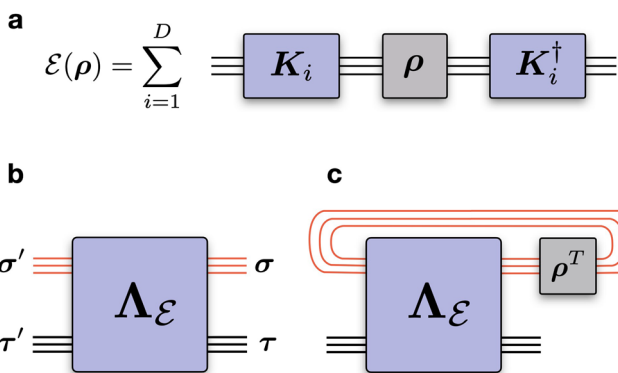 a
ℰ(ρ) = ∑_{i=1}^{D} K_i ρ K_i^†
b c
σ′ Λ_ℰ σ Λ_ℰ ρ^T
τ′ τ